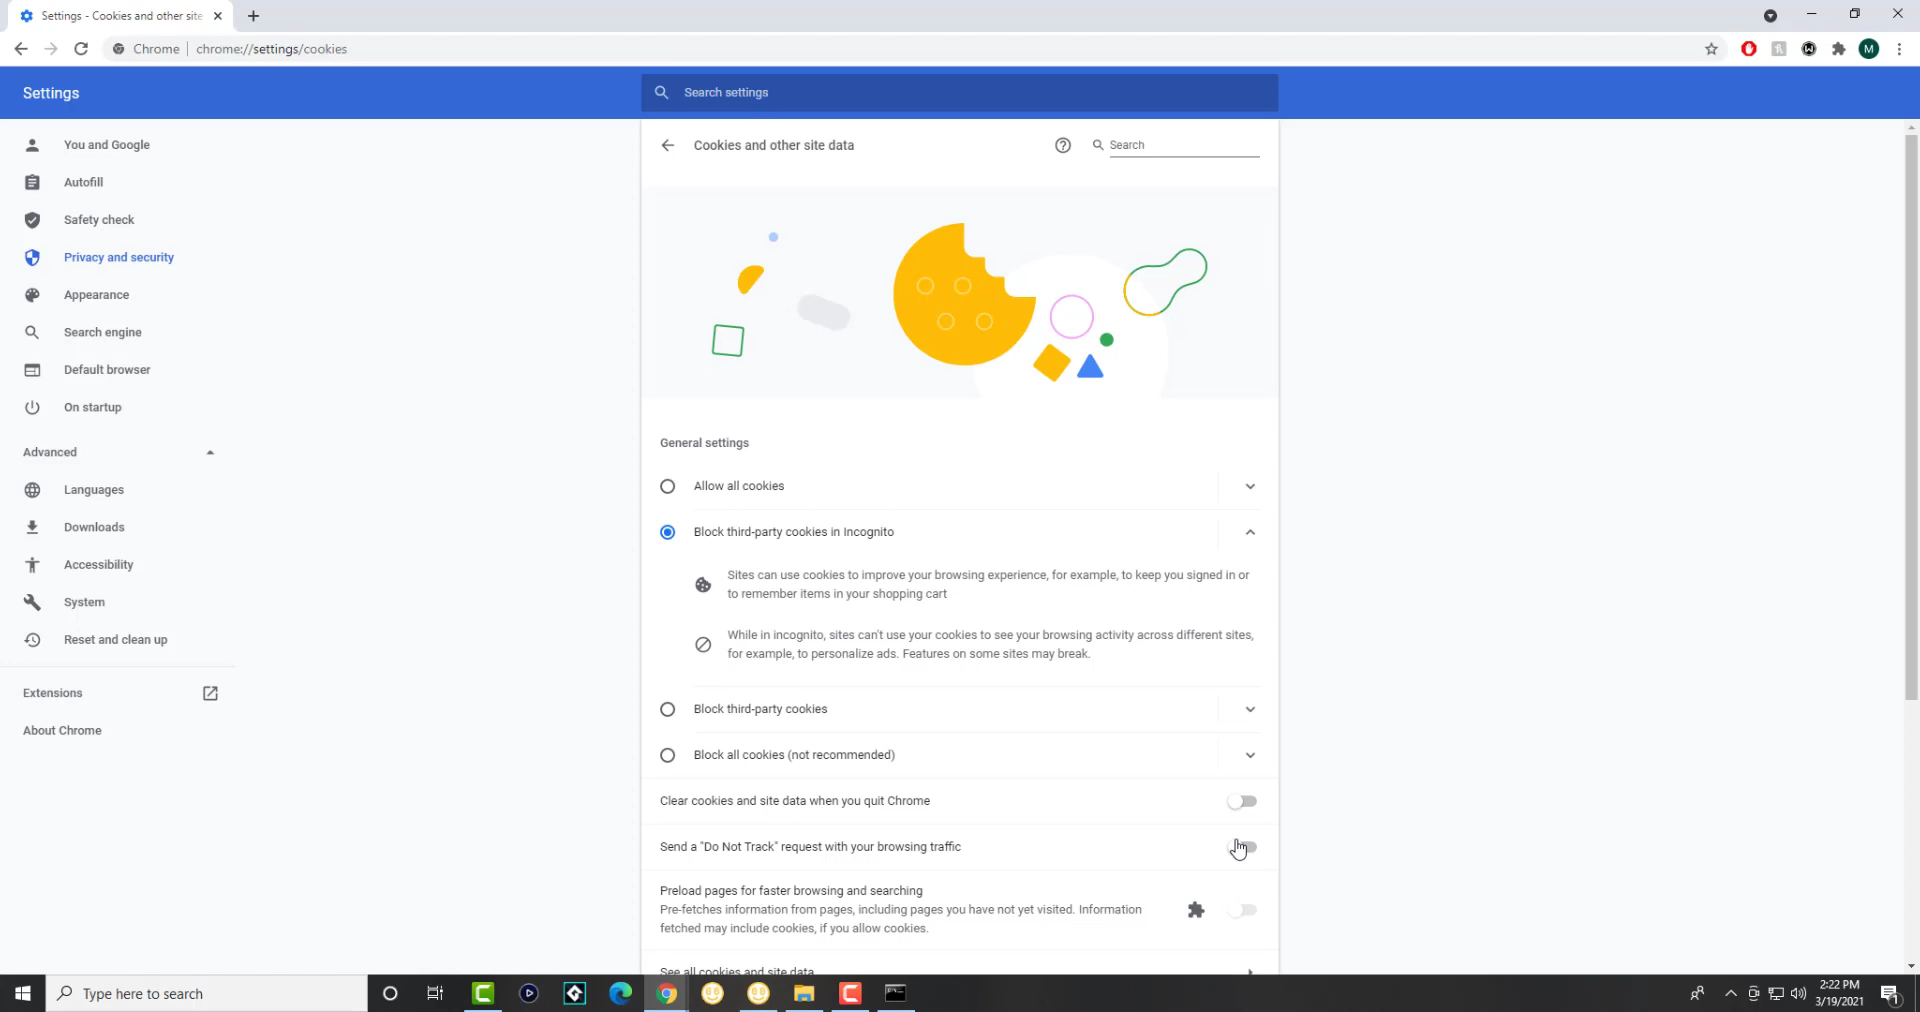 Settings - Cookies and other site
Chrome | chrome://settings/cookies
M
Settings
Search settings
You and Google
Autofill
Safety check
Privacy and security
Appearance
Search engine
Default browser
On startup
Advanced
Languages
Downloads
Accessibility
System
Reset and clean up
Extensions
About Chrome
Cookies and other site data
Search
General settings
Allow all cookies
Block third-party cookies in Incognito
Sites can use cookies to improve your browsing experience, for example, to keep you signed in or
to remember items in your shopping cart
While in incognito, sites can't use your cookies to see your browsing activity across different sites,
for example, to personalize ads. Features on some sites may break.
Block third-party cookies
Block all cookies (not recommended)
Clear cookies and site data when you quit Chrome
Send a "Do Not Track" request with your browsing traffic
Preload pages for faster browsing and searching
Pre-fetches information from pages, including pages you have not yet visited. Information
fetched may include cookies, if you allow cookies.
See all cookies and site data
Type here to search
2:22 PM
3/19/2021
1